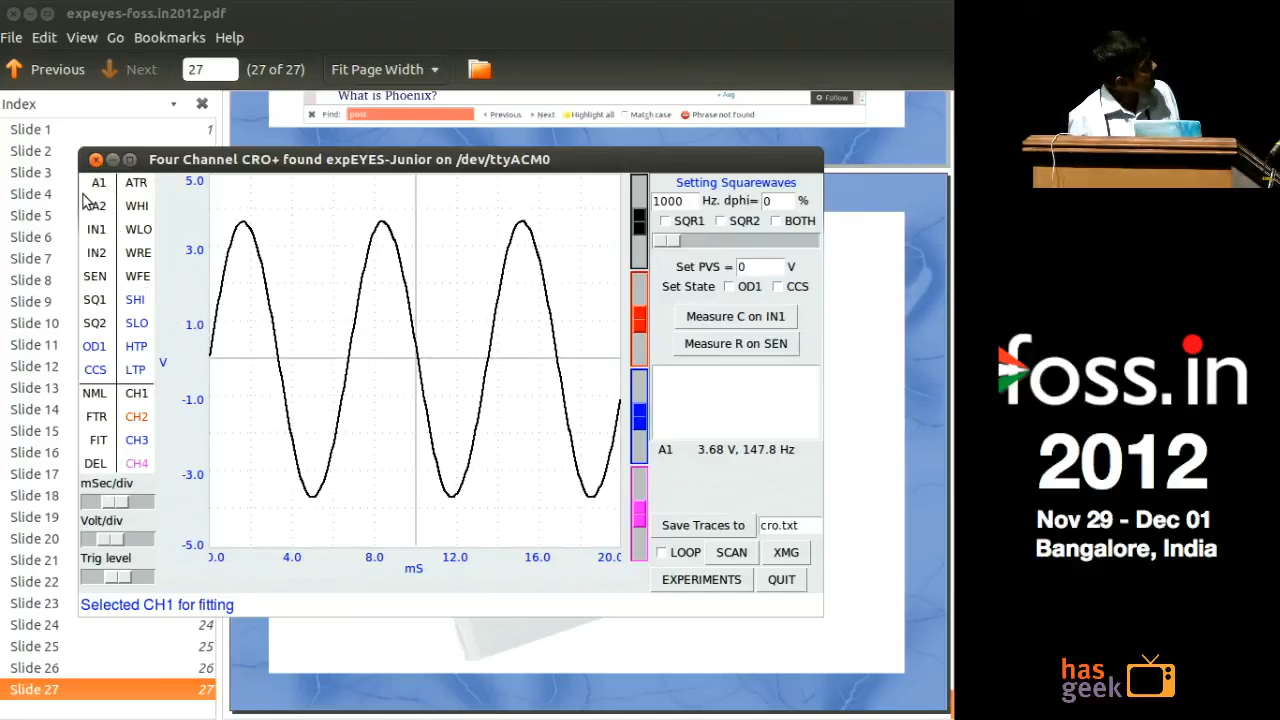 expeyes-foss.in2012.pdf
File Edit View Go Bookmarks Help
Previous Next 27 (27 of 27) Fit Page Width
Index
Slide 1 1
Slide 2
Slide 3
Slide 4
Slide 5
Slide 6
Slide 7
Slide 8
Slide 9
Slide 10
Slide 11
Slide 12
Slide 13
Slide 14
Slide 15
Slide 16
Slide 17
Slide 18
Slide 19
Slide 20
Slide 21
Slide 22
Slide 23
Slide 24 24
Slide 25 25
Slide 26 26
Slide 27 27
What is Phoenix?
Follow
Find: post Previous Next Highlight all Match case Phrase not found
Four Channel CRO+ found expEYES-Junior on /dev/ttyACM0
A1 ATR
A2 WHI
IN1 WLO
IN2 WRE
SEN WFE
SQ1 SHI
SQ2 SLO
OD1 HTP
CCS LTP
NML CH1
FTR CH2
FIT CH3
DEL CH4
mSec/div
Volt/div
Trig level
5.0
3.0
1.0
V
-1.0
-3.0
-5.0
0.0 4.0 8.0 12.0 16.0 20.0
mS
Setting Squarewaves
1000 Hz. dphi= 0 %
SQR1 SQR2 BOTH
Set PVS = 0 V
Set State OD1 CCS
Measure C on IN1
Measure R on SEN
A1 3.68 V, 147.8 Hz
Save Traces to cro.txt
LOOP SCAN XMG
EXPERIMENTS QUIT
Selected CH1 for fitting
foss.in
2012
Nov 29 - Dec 01
Bangalore, India
has
geek